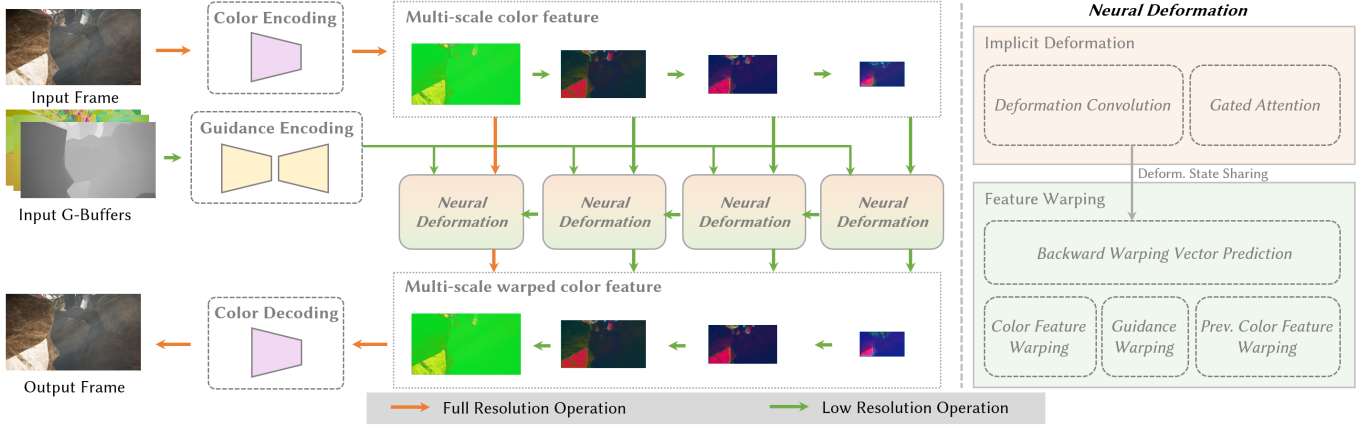 Input Frame
Color Encoding
Multi-scale color feature
Input G-Buffers
Guidance Encoding
Neural
Deformation
Neural
Deformation
Neural
Deformation
Neural
Deformation
Output Frame
Color Decoding
Multi-scale warped color feature
Full Resolution Operation
Low Resolution Operation
Neural Deformation
Implicit Deformation
Deformation Convolution
Gated Attention
Deform. State Sharing
Feature Warping
Backward Warping Vector Prediction
Color Feature
Warping
Guidance
Warping
Prev. Color Feature
Warping